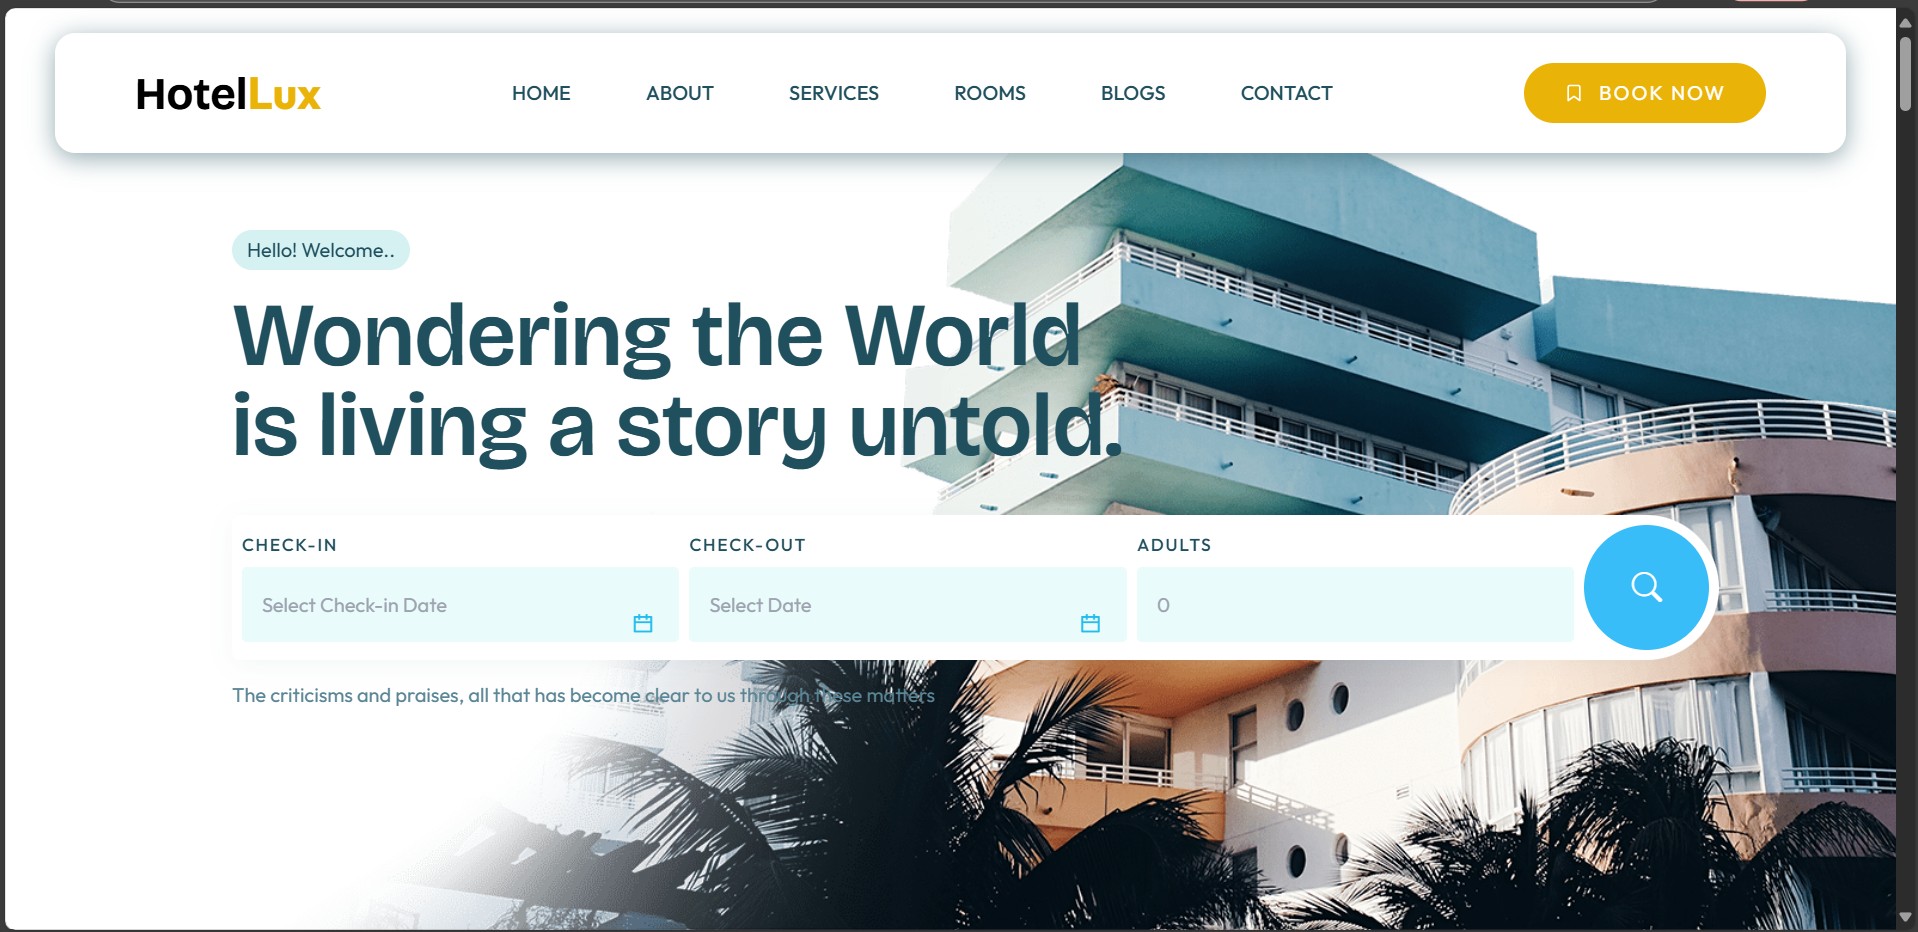 HotelLux
HOME ABOUT SERVICES ROOMS BLOGS CONTACT
BOOK NOW
Hello! Welcome..
Wondering the World
is living a story untold.
CHECK-IN CHECK-OUT ADULTS
Select Check-in Date Select Date 0
The criticisms and praises, all that has become clear to us through these matters